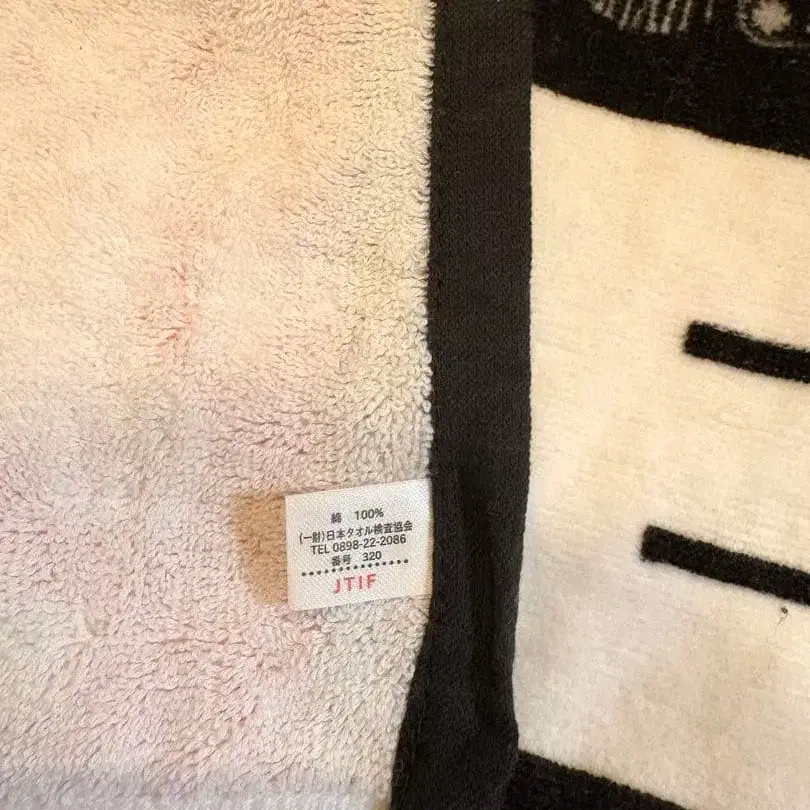 綿 100%
(一財)日本タオル検査協会
TEL 0898-22-2086
番号 320
JTIF